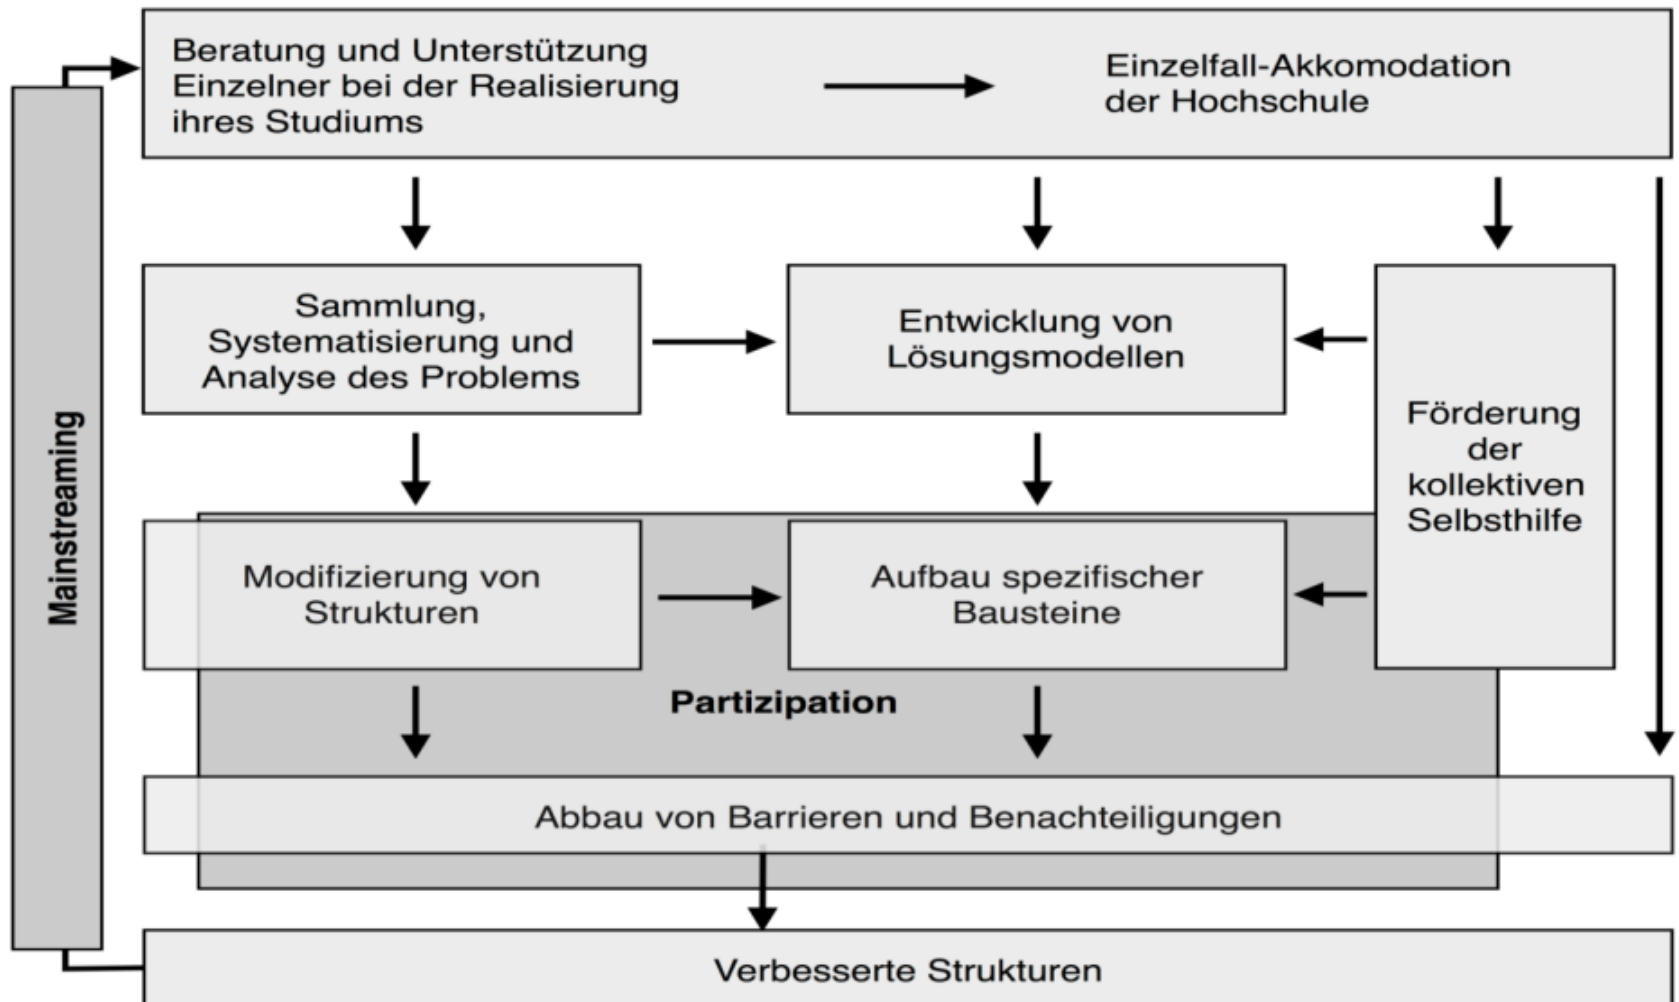 Beratung und Unterstützung
Einzelner bei der Realisierung
ihres Studiums
Einzelfall-Akkomodation
der Hochschule
Sammlung,
Systematisierung und
Analyse des Problems
Entwicklung von
Lösungsmodellen
Förderung
der
kollektiven
Selbsthilfe
Mainstreaming
Modifizierung von
Strukturen
Aufbau spezifischer
Bausteine
Partizipation
Abbau von Barrieren und Benachteiligungen
Verbesserte Strukturen